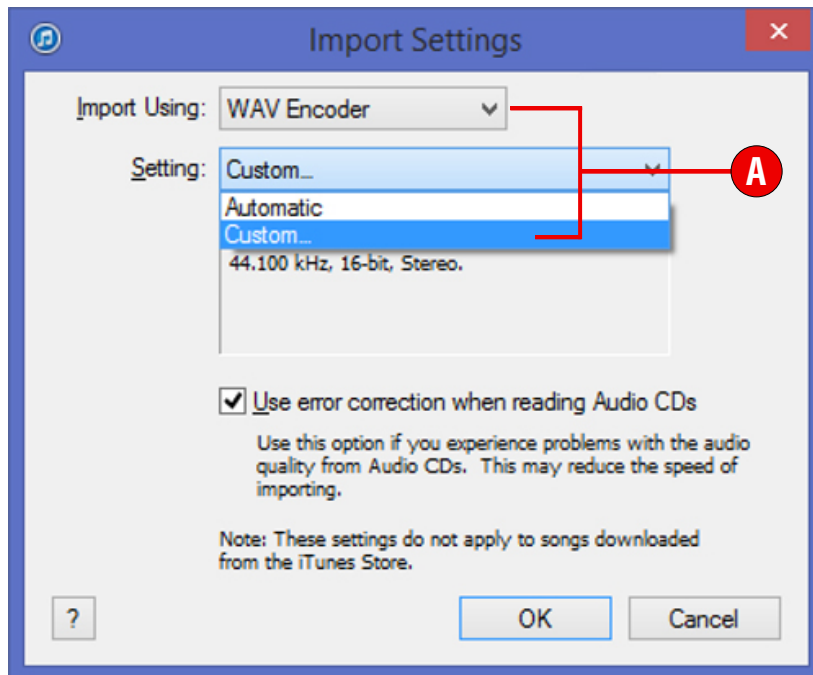 Import Settings
Import Using: WAV Encoder
Setting: Custom... A
Automatic
Custom...
44.100 kHz, 16-bit, Stereo.
Use error correction when reading Audio CDs
Use this option if you experience problems with the audio
quality from Audio CDs. This may reduce the speed of
importing.
Note: These settings do not apply to songs downloaded
from the iTunes Store.
? OK Cancel